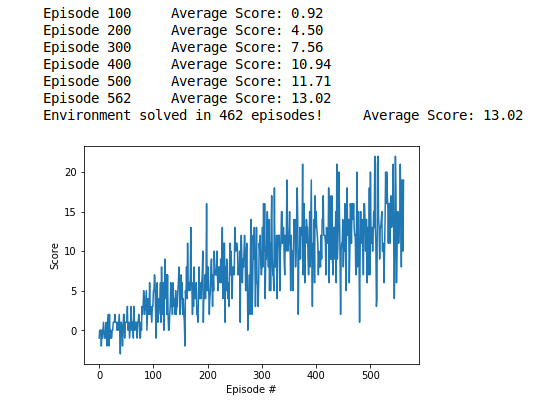 Episode 100 Average Score: 0.92
Episode 200 Average Score: 4.50
Episode 300 Average Score: 7.56
Episode 400 Average Score: 10.94
Episode 500 Average Score: 11.71
Episode 562 Average Score: 13.02
Environment solved in 462 episodes! Average Score: 13.02
20
15
10
5
0
Score
0 100 200 300 400 500
Episode #